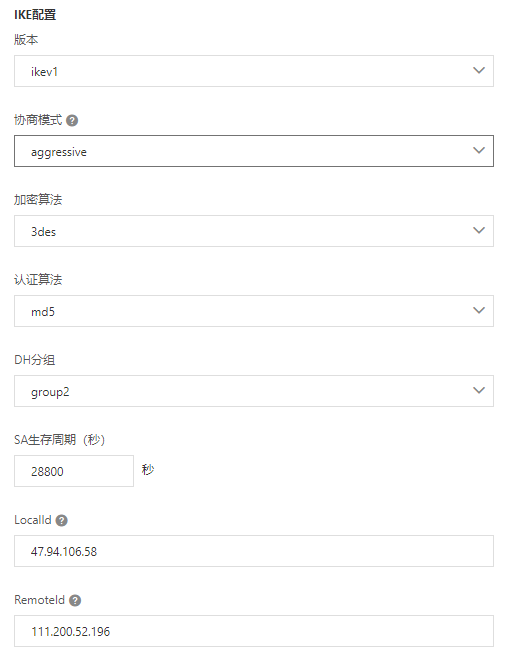 IKE配置
版本
ikev1
协商模式 ?
aggressive
加密算法
3des
认证算法
md5
DH分组
group2
SA生存周期（秒）
28800 秒
LocalId ?
47.94.106.58
RemoteId ?
111.200.52.196